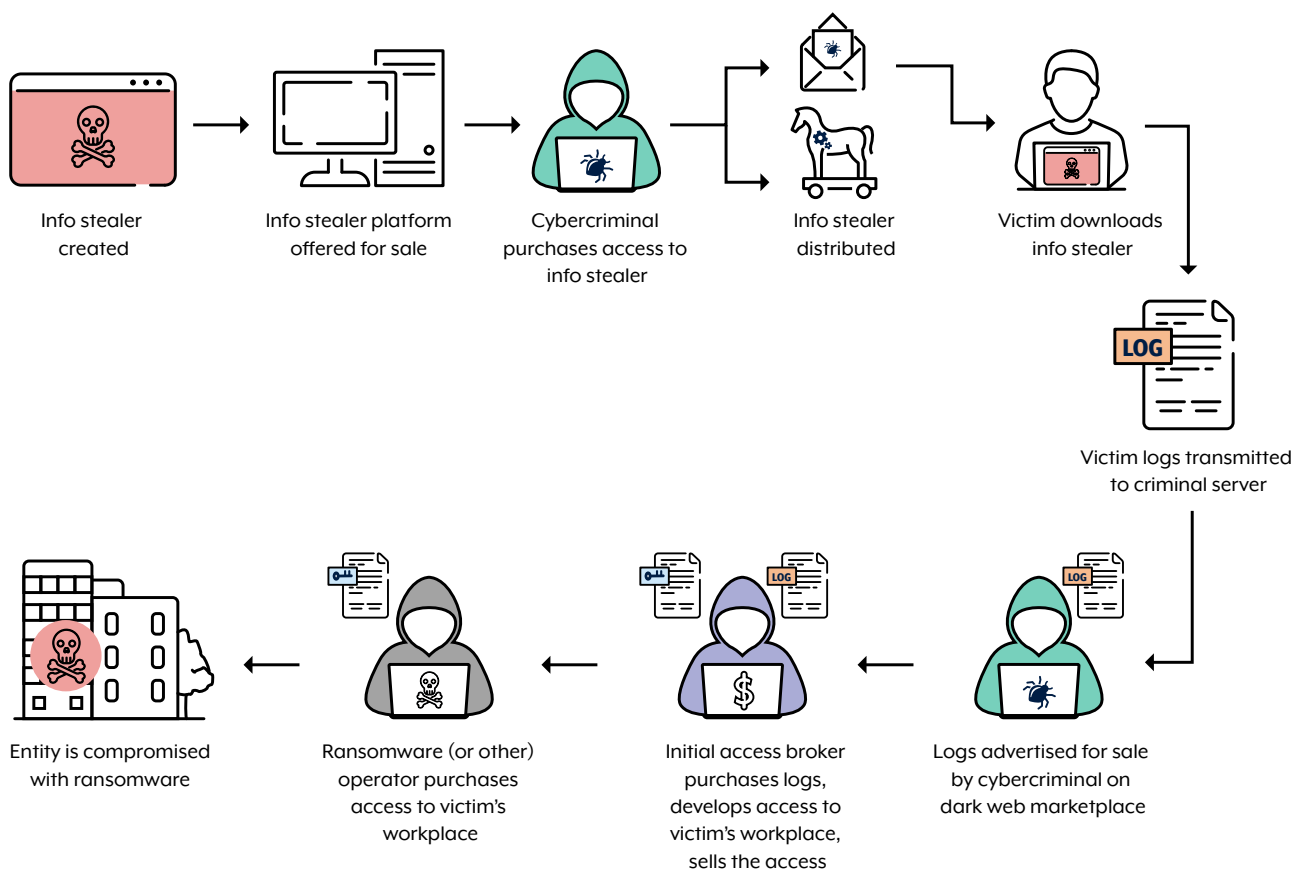 Info stealer
created
Info stealer platform
offered for sale
Cybercriminal
purchases access to
info stealer
Info stealer
distributed
Victim downloads
info stealer
LOG
Victim logs transmitted
to criminal server
LOG
Logs advertised for sale
by cybercriminal on
dark web marketplace
LOG
$
Initial access broker
purchases logs,
develops access to
victim's workplace,
sells the access
Ransomware (or other)
operator purchases
access to victim's
workplace
Entity is compromised
with ransomware